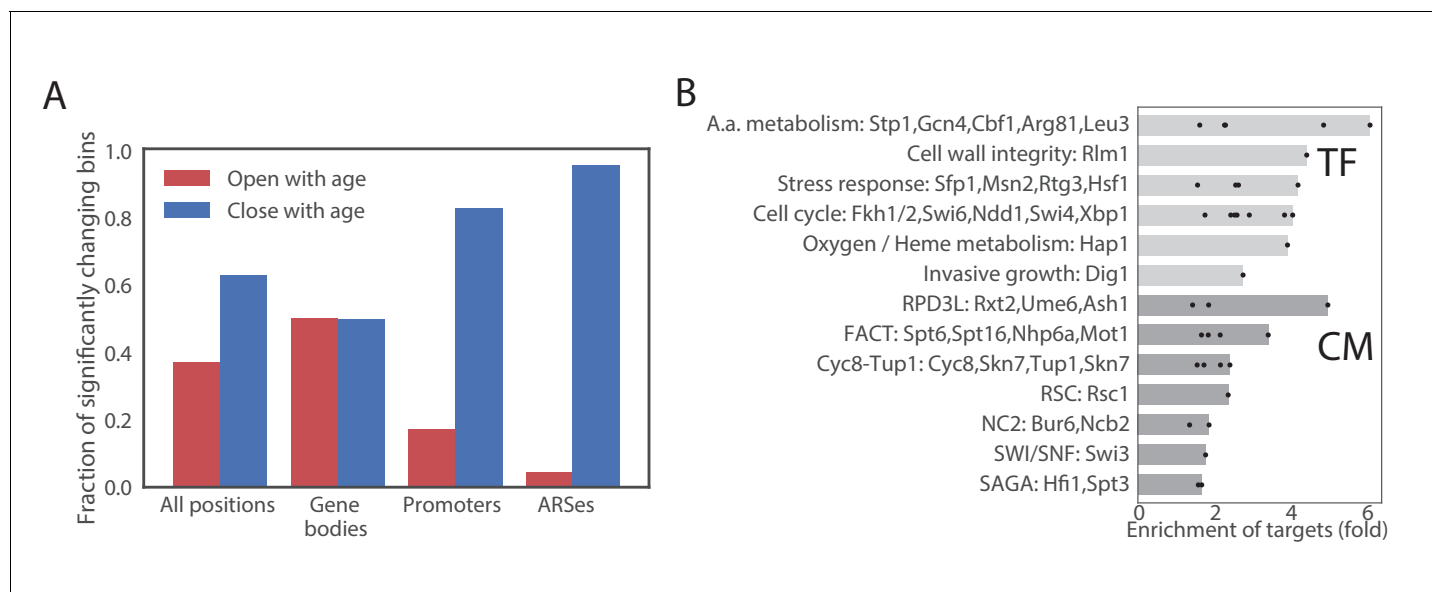 A
Fraction of significantly changing bins
1.0
0.8
0.6
0.4
0.2
0.0
Open with age
Close with age
All positions
Gene
bodies
Promoters
ARSes
B
A.a. metabolism: Stp1,Gcn4,Cbf1,Arg81,Leu3
Cell wall integrity: Rlm1
Stress response: Sfp1,Msn2,Rtg3,Hsf1
Cell cycle: Fkh1/2,Swi6,Ndd1,Swi4,Xbp1
Oxygen / Heme metabolism: Hap1
Invasive growth: Dig1
RPD3L: Rxt2,Ume6,Ash1
FACT: Spt6,Spt16,Nhp6a,Mot1
Cyc8-Tup1: Cyc8,Skn7,Tup1,Skn7
RSC: Rsc1
NC2: Bur6,Ncb2
SWI/SNF: Swi3
SAGA: Hfi1,Spt3
TF
CM
0 2 4 6
Enrichment of targets (fold)